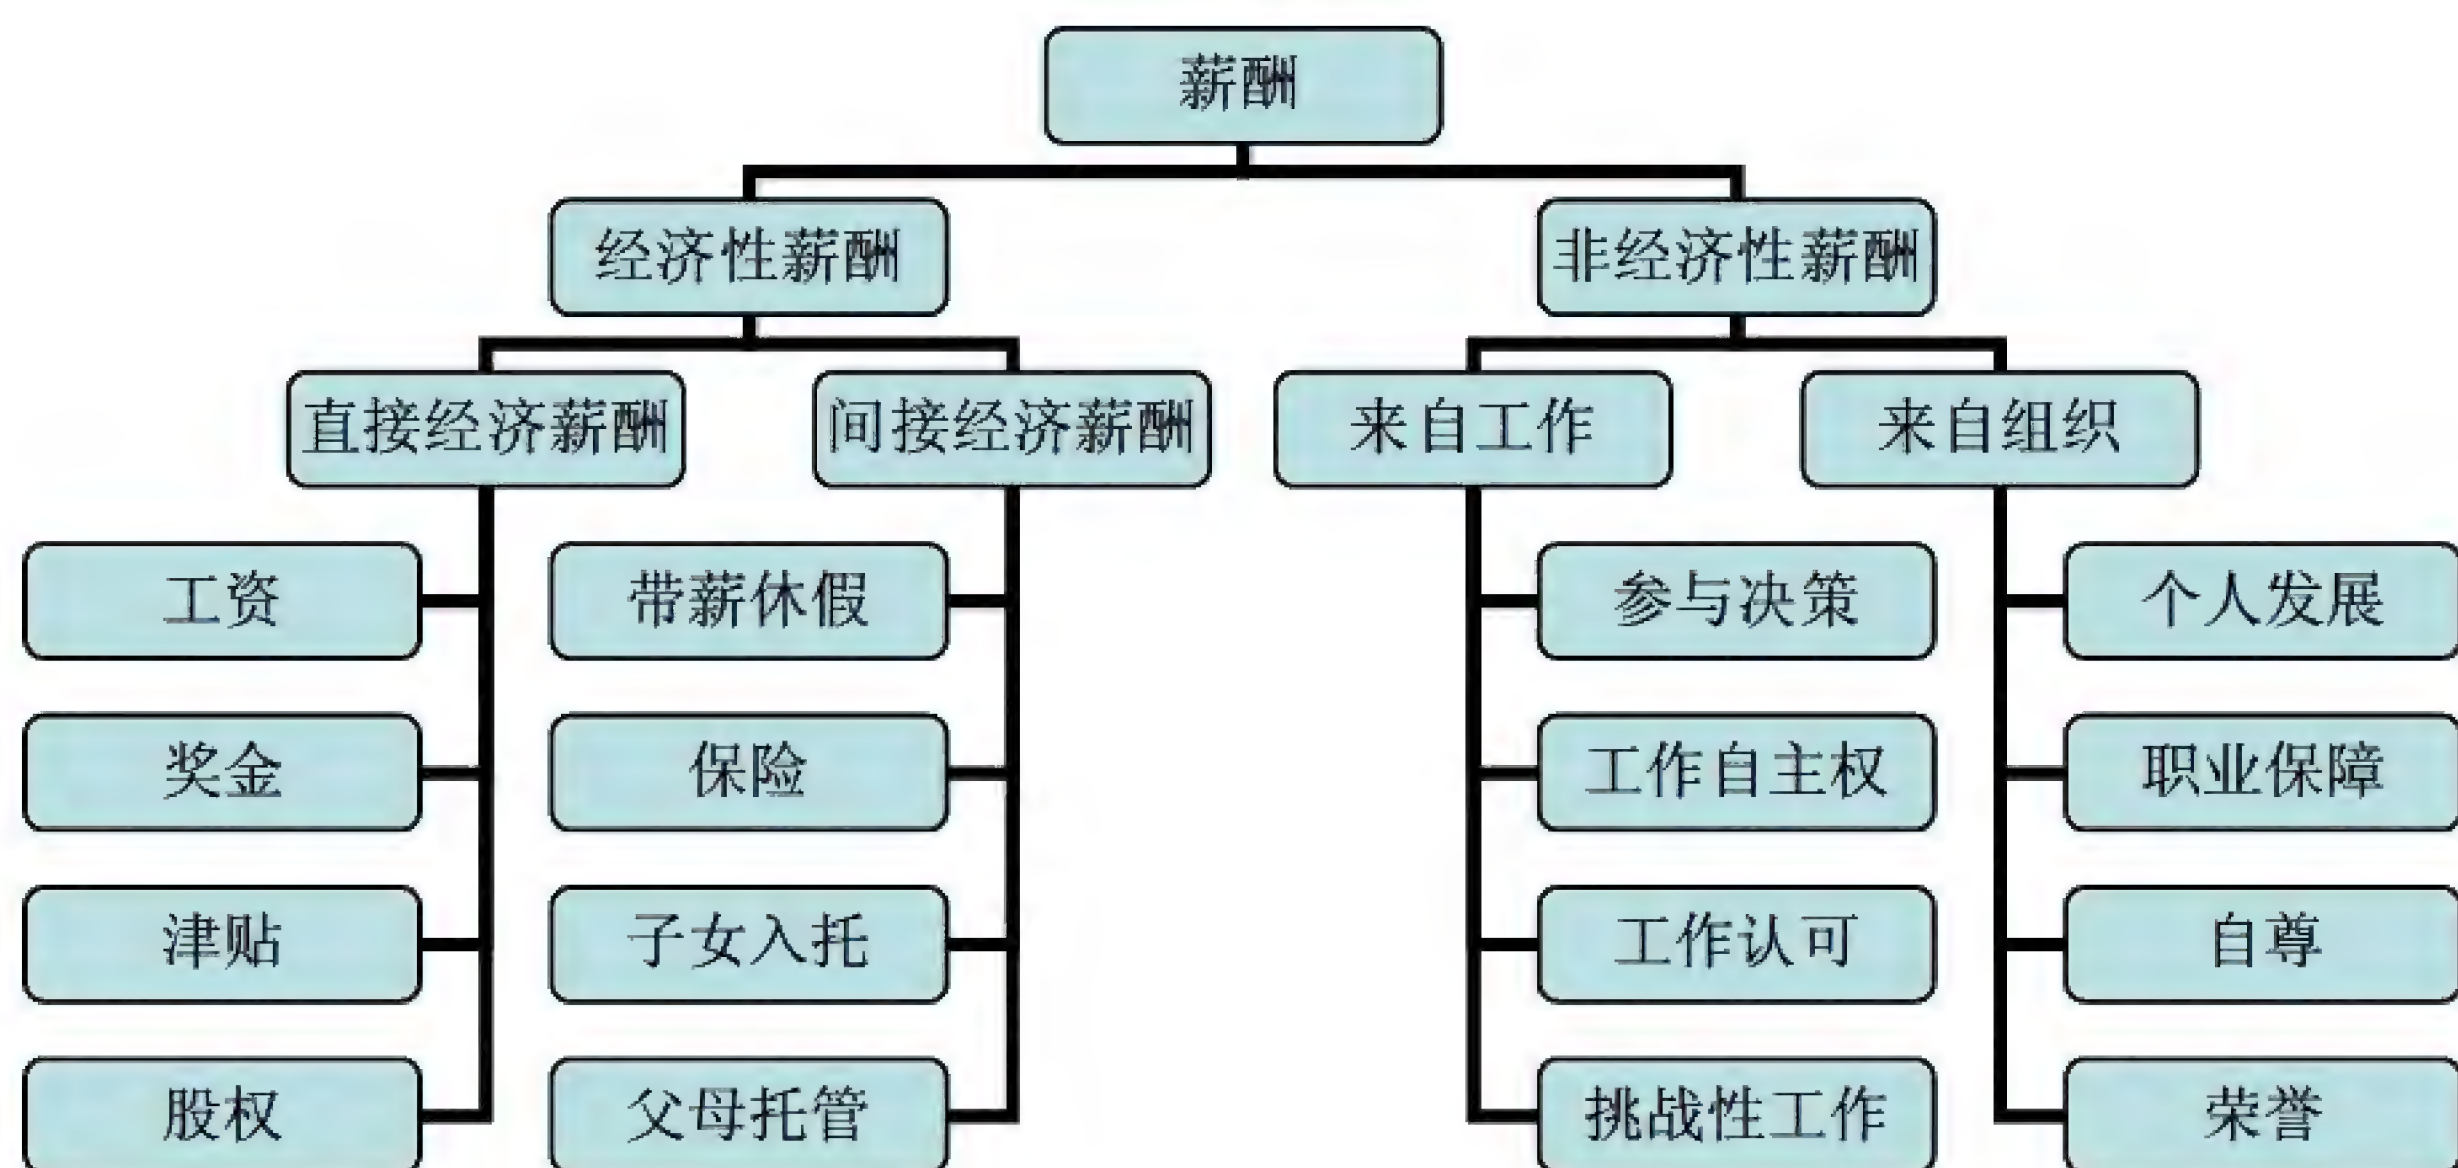 薪酬
经济性薪酬
非经济性薪酬
直接经济薪酬
间接经济薪酬
来自工作
来自组织
工资
带薪休假
参与决策
个人发展
奖金
保险
工作自主权
职业保障
津贴
子女入托
工作认可
自尊
股权
父母托管
挑战性工作
荣誉